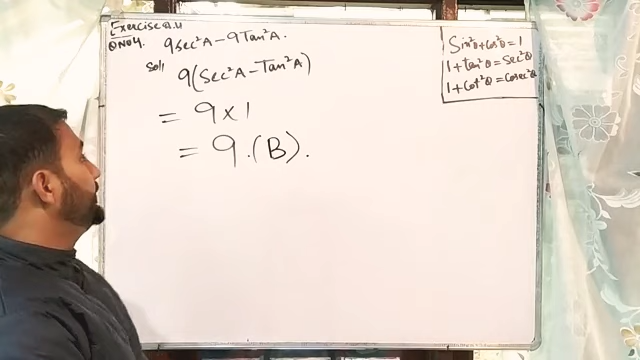 Exercise 8.4
QNo4. 9sec²A - 9Tan²A.
Sol: 9(Sec²A - Tan²A)
= 9 x 1
= 9. (B).
Sin²θ + cos²θ = 1
1 + tan²θ = Sec²θ
1 + Cot²θ = Cosec²θ